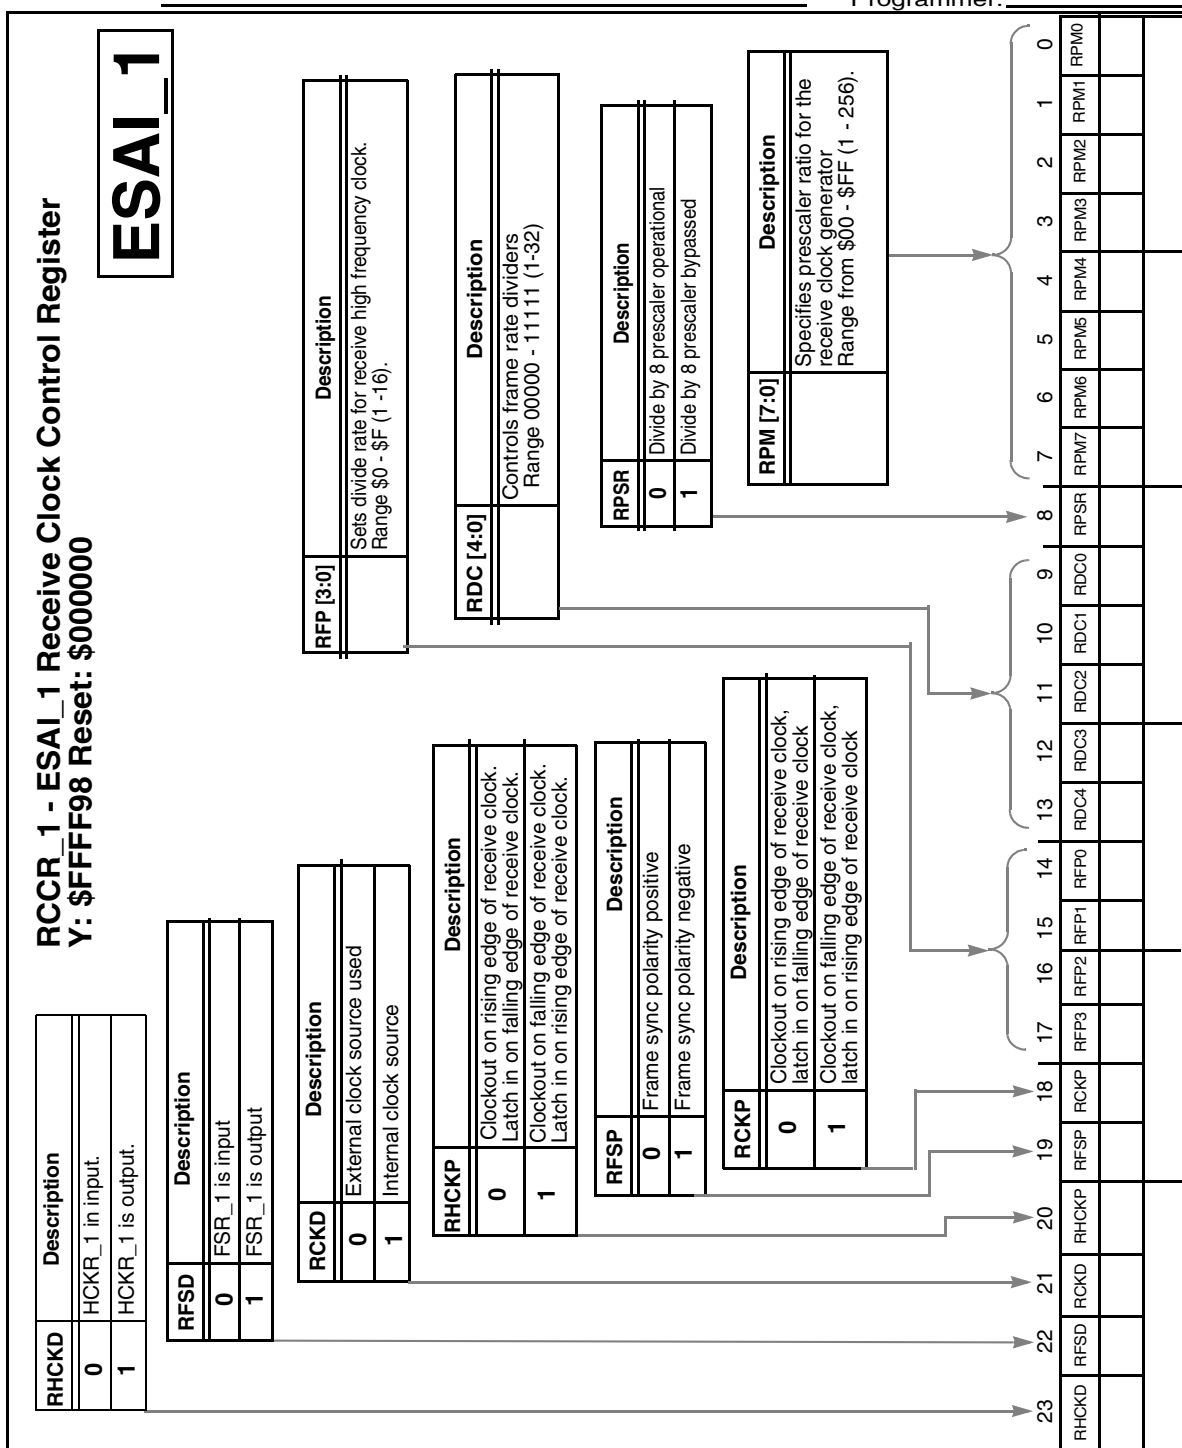 Programmer:
RCCR_1 - ESAI_1 Receive Clock Control Register
Y: $FFFF98 Reset: $000000
ESAI_1
RHCKD Description
0 HCKR_1 in input.
1 HCKR_1 is output.
RFSD Description
0 FSR_1 is input
1 FSR_1 is output
RCKD Description
0 External clock source used
1 Internal clock source
RHCKP Description
0 Clockout on rising edge of receive clock.
Latch in on falling edge of receive clock.
1 Clockout on falling edge of receive clock.
Latch in on rising edge of receive clock.
RFSP Description
0 Frame sync polarity positive
1 Frame sync polarity negative
RCKP Description
0 Clockout on rising edge of receive clock,
latch in on falling edge of receive clock
1 Clockout on falling edge of receive clock,
latch in on rising edge of receive clock
RFP [3:0] Description
Sets divide rate for receive high frequency clock.
Range $0 - $F (1 -16).
RDC [4:0] Description
Controls frame rate dividers
Range 00000 - 11111 (1-32)
RPSR Description
0 Divide by 8 prescaler operational
1 Divide by 8 prescaler bypassed
RPM [7:0] Description
Specifies prescaler ratio for the
receive clock generator
Range from $00 - $FF (1 - 256).
23 22 21 20 19 18 17 16 15 14 13 12 11 10 9 8 7 6 5 4 3 2 1 0
RHCKD RFSD RCKD RHCKP RFSP RCKP RFP3 RFP2 RFP1 RFP0 RDC4 RDC3 RDC2 RDC1 RDC0 RPSR RPM7 RPM6 RPM5 RPM4 RPM3 RPM2 RPM1 RPM0